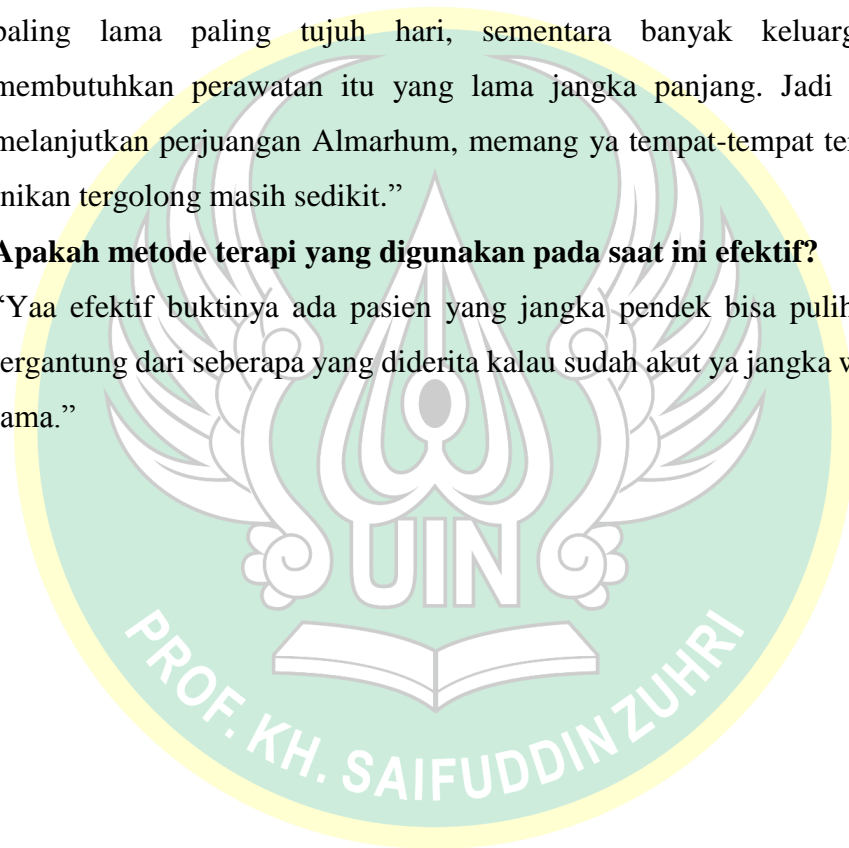 paling lama paling tujuh hari, sementara banyak keluarg
membutuhkan perawatan itu yang lama jangka panjang. Jadi
melanjutkan perjuangan Almarhum, memang ya tempat-tempat te
inikan tergolong masih sedikit.”
Apakah metode terapi yang digunakan pada saat ini efektif?
“Yaa efektif buktinya ada pasien yang jangka pendek bisa pulih
tergantung dari seberapa yang diderita kalau sudah akut ya jangka w
lama.”
UIN
PROF. KH. SAIFUDDIN ZUHRI